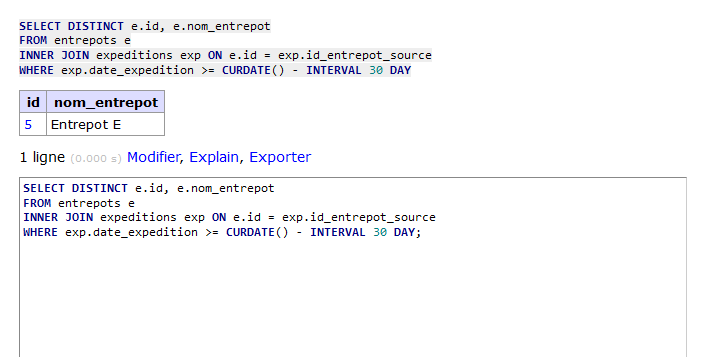 SELECT DISTINCT e.id, e.nom_entrepot
FROM entrepots e
INNER JOIN expeditions exp ON e.id = exp.id_entrepot_source
WHERE exp.date_expedition >= CURDATE() - INTERVAL 30 DAY
id nom_entrepot
5 Entrepot E
1 ligne (0.000 s) Modifier, Explain, Exporter
SELECT DISTINCT e.id, e.nom_entrepot
FROM entrepots e
INNER JOIN expeditions exp ON e.id = exp.id_entrepot_source
WHERE exp.date_expedition >= CURDATE() - INTERVAL 30 DAY;